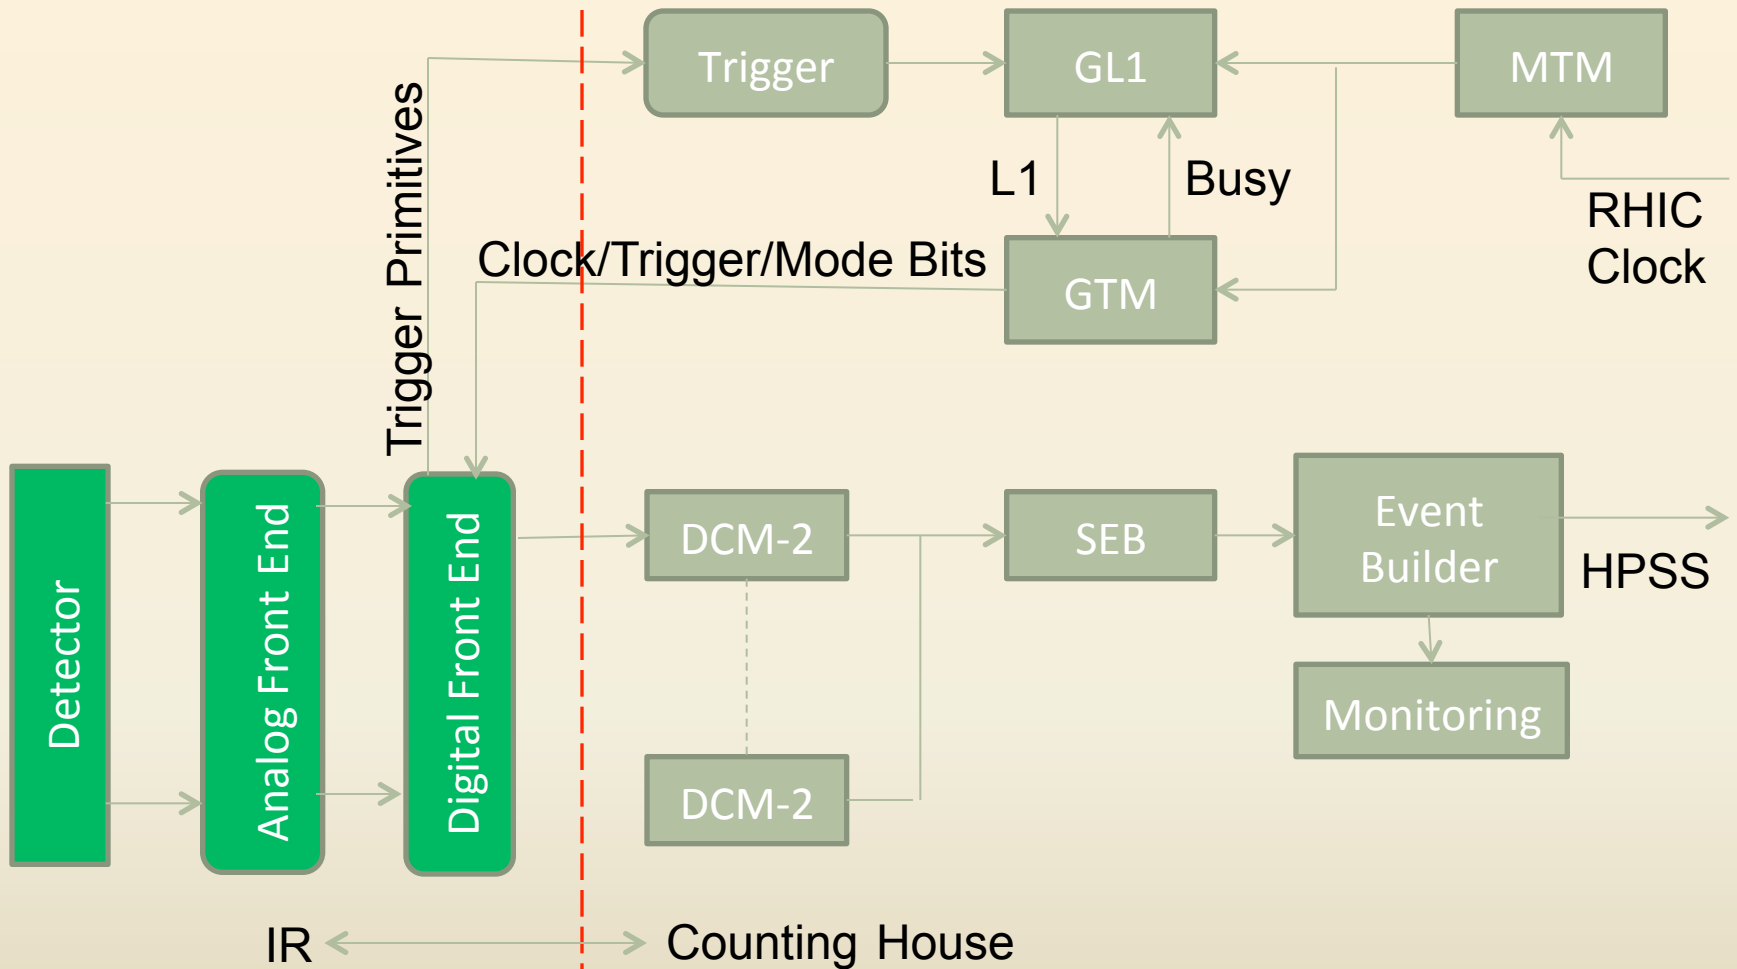 Trigger
GL1
MTM
Trigger Primitives
L1
Busy
RHIC
Clock
Clock/Trigger/Mode Bits
GTM
Detector
Analog Front End
Digital Front End
DCM-2
SEB
Event
Builder
HPSS
Monitoring
DCM-2
IR
Counting House